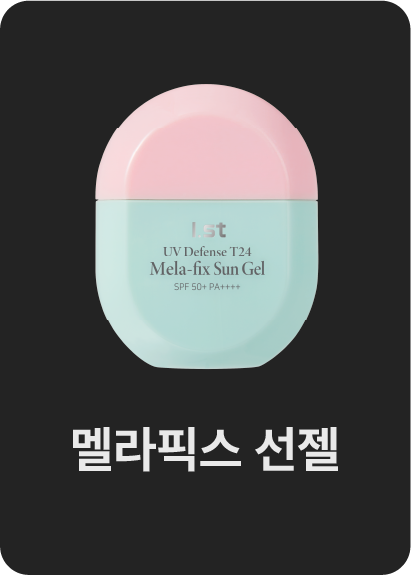 UV Defense T24
Mela-fix Sun Gel
SPF 50+ PA++++
멜라픽스 선젤